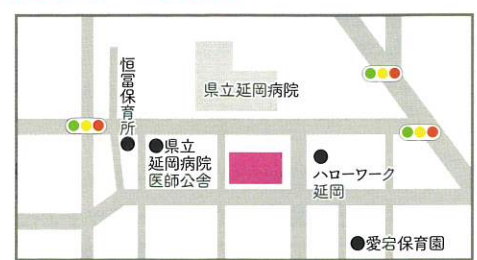 恒富保育所
県立延岡病院
県立
延岡病院
医師公舎
ハローワーク
延岡
愛宕保育園